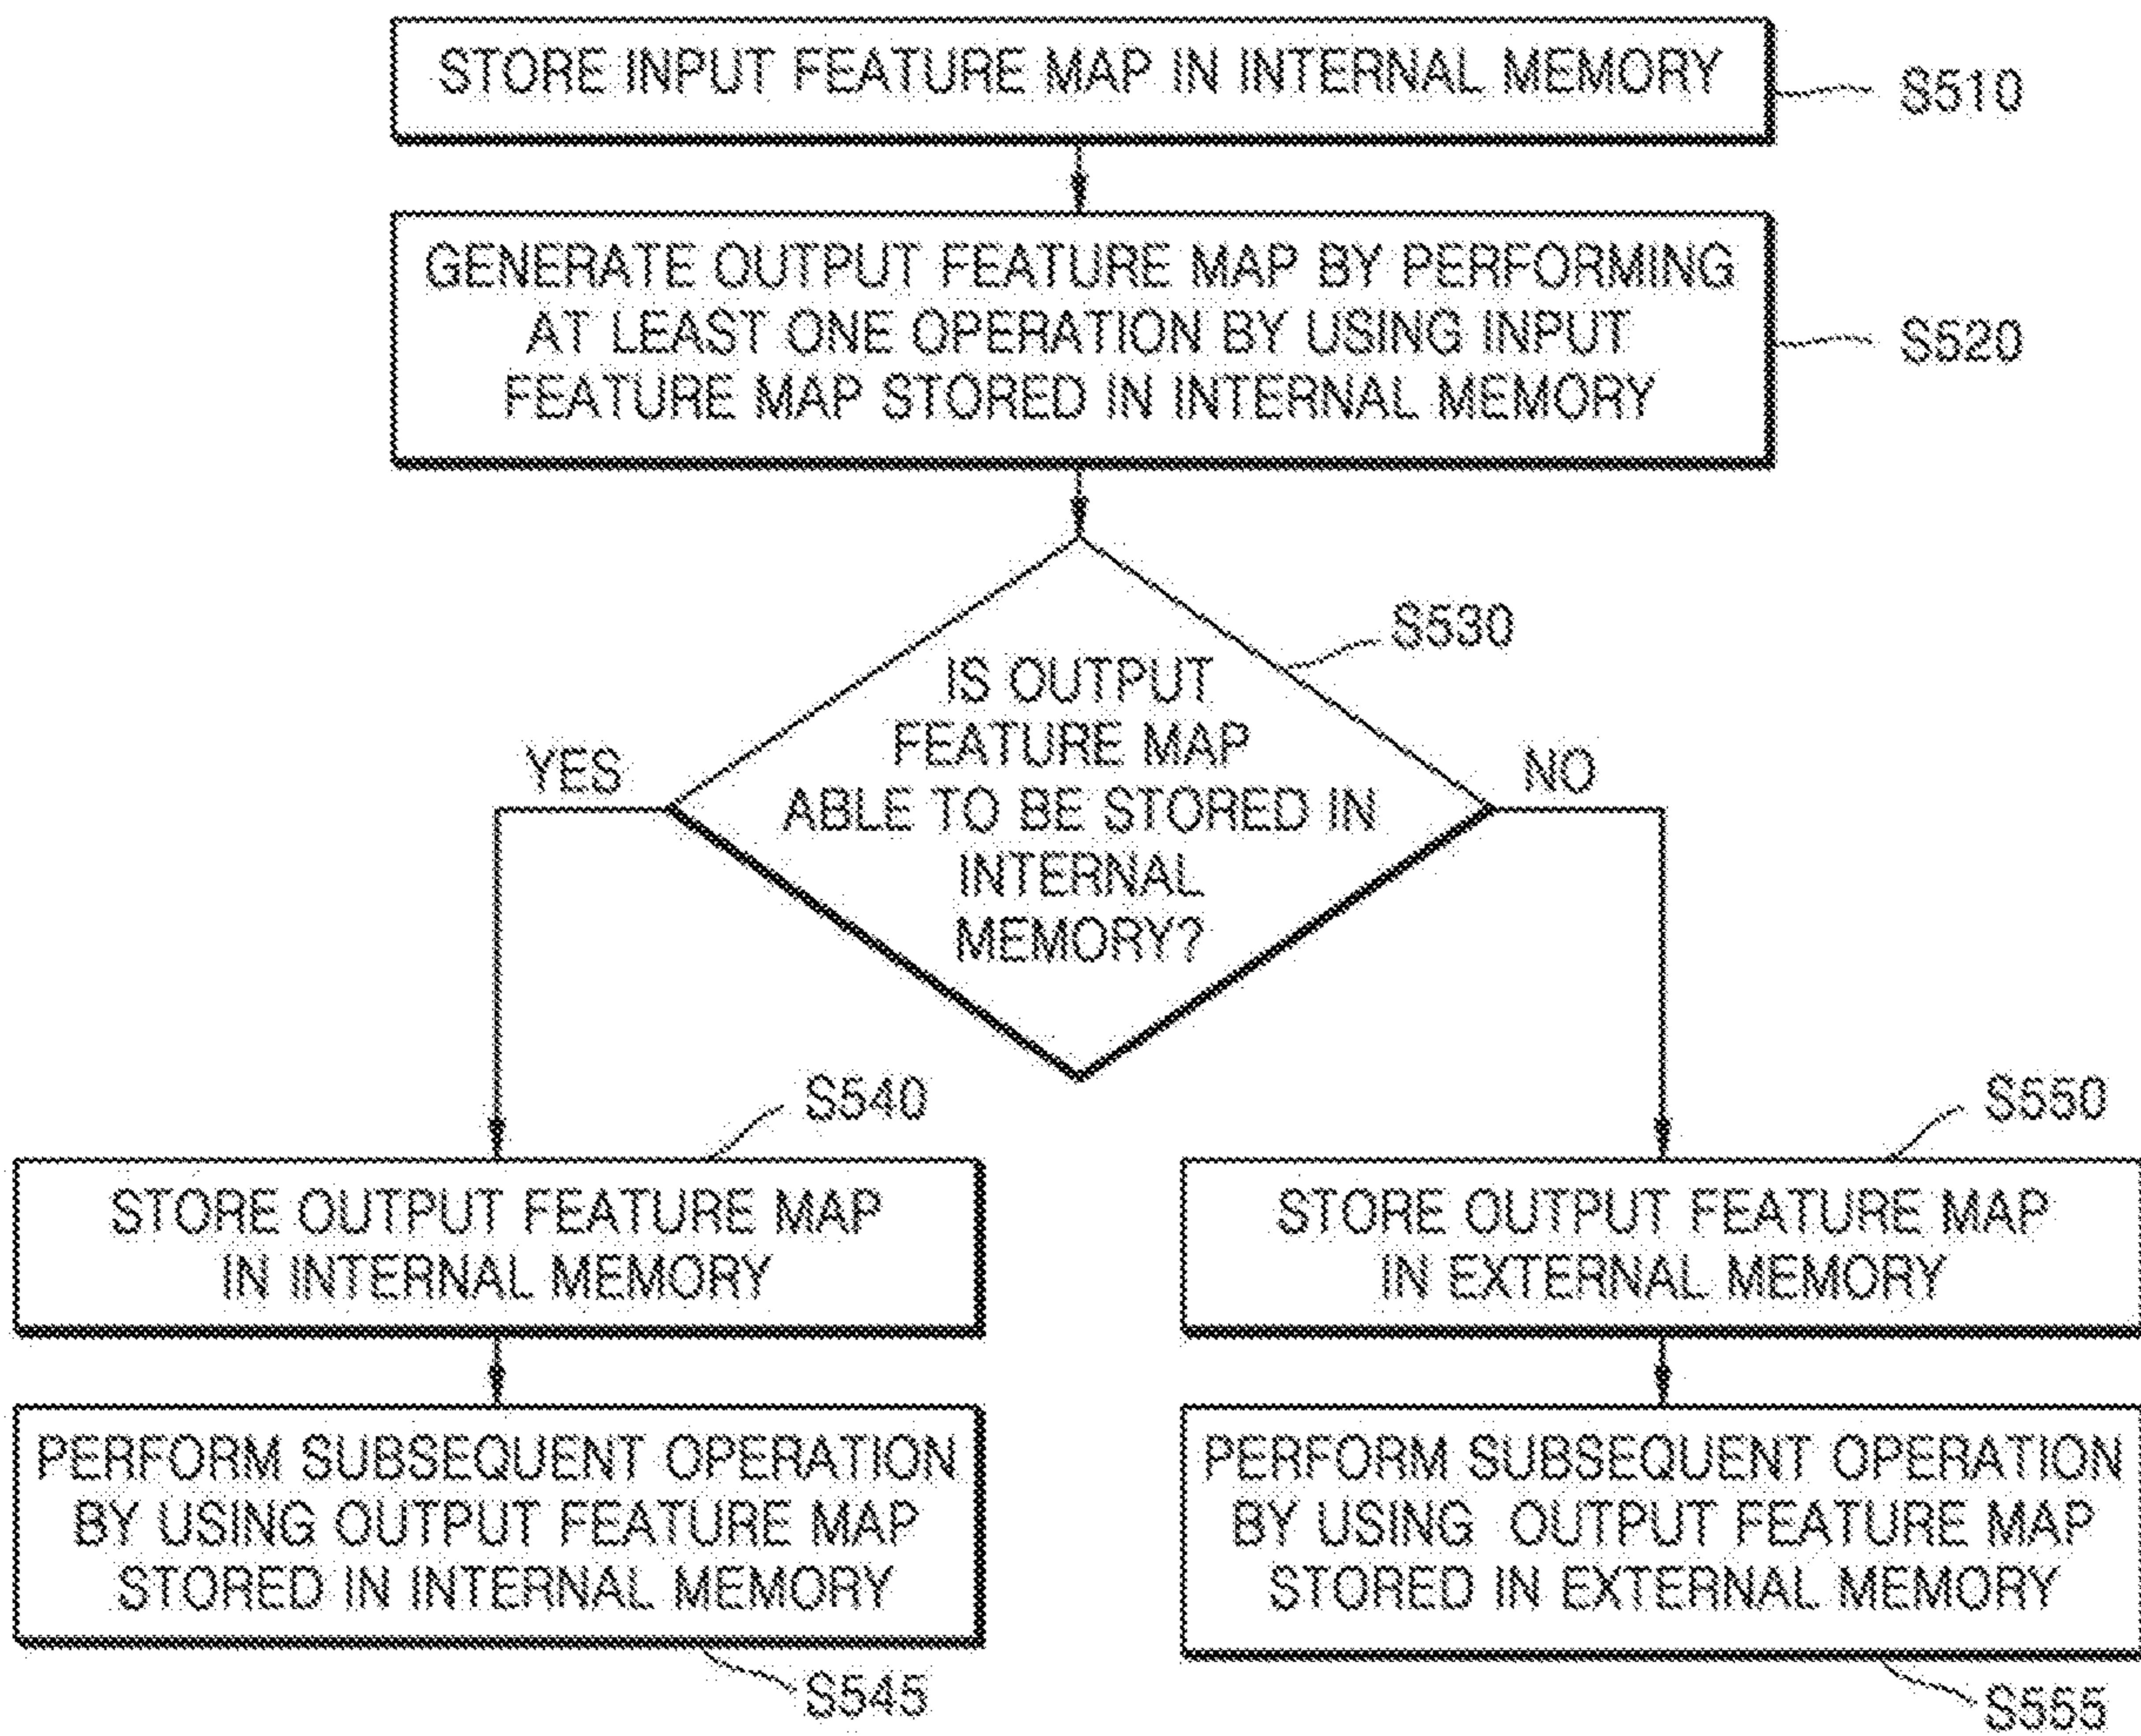 STORE INPUT FEATURE MAP IN INTERNAL MEMORY
S510
GENERATE OUTPUT FEATURE MAP BY PERFORMING
AT LEAST ONE OPERATION BY USING INPUT
FEATURE MAP STORED IN INTERNAL MEMORY
S520
S530
IS OUTPUT
FEATURE MAP
ABLE TO BE STORED IN
INTERNAL
MEMORY?
YES
NO
S540
STORE OUTPUT FEATURE MAP
IN INTERNAL MEMORY
S550
STORE OUTPUT FEATURE MAP
IN EXTERNAL MEMORY
PERFORM SUBSEQUENT OPERATION
BY USING OUTPUT FEATURE MAP
STORED IN INTERNAL MEMORY
S545
PERFORM SUBSEQUENT OPERATION
BY USING OUTPUT FEATURE MAP
STORED IN EXTERNAL MEMORY
S555